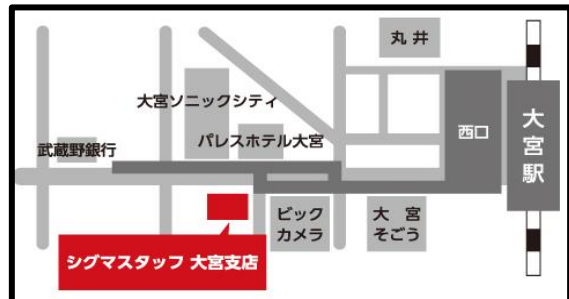 丸 井
大宮ソニックシティ
パレスホテル大宮
武蔵野銀行
西口
大宮駅
ビック
カメラ
大 宮
そごう
シグマスタッフ 大宮支店